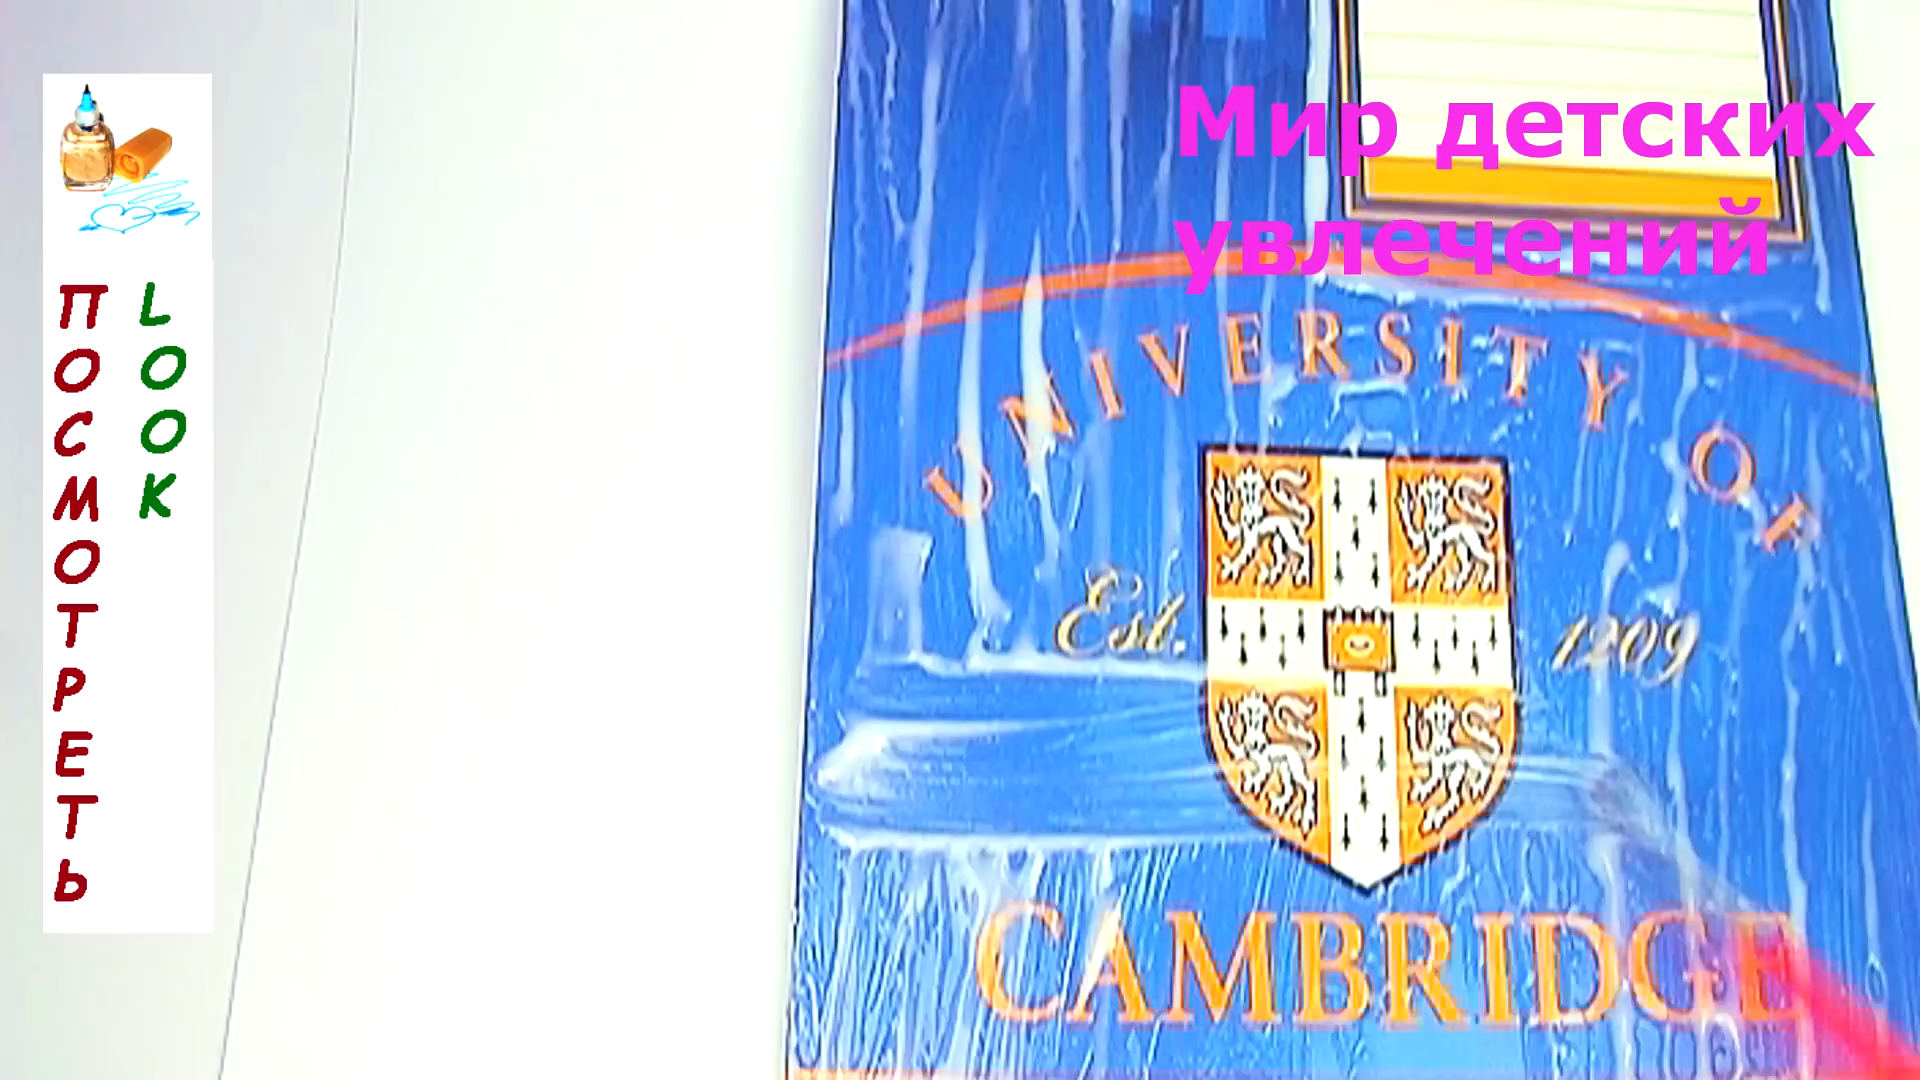 Мир детских
увлечений
ПОСМОТРЕТЬ
LOOK
UNIVERSITY OF
Est. 1209
CAMBRIDGE